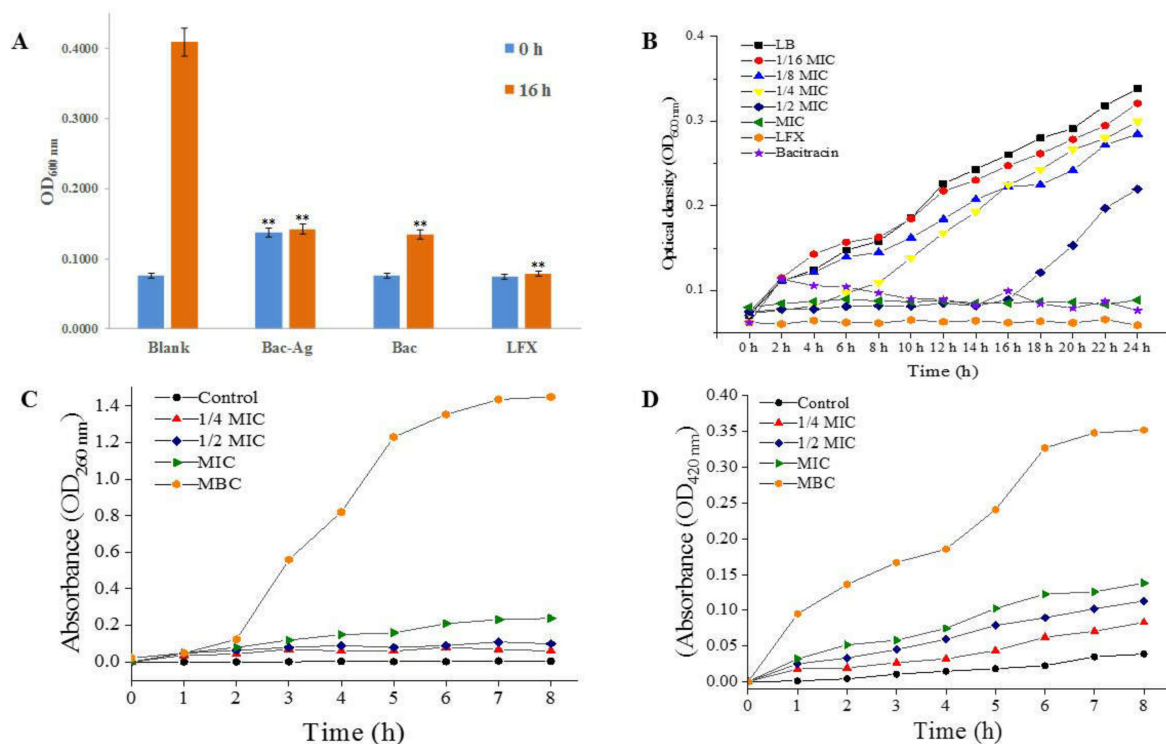 A
0.4000
0.3000
0.2000
0.1000
0.0000
OD600 nm
0 h
16 h
** **
**
**
Blank Bac-Ag Bac LFX
B
0.4
0.3
0.2
0.1
Optical density (OD600 nm)
LB
1/16 MIC
1/8 MIC
1/4 MIC
1/2 MIC
MIC
LFX
Bacitracin
0 h 2 h 4 h 6 h 8 h 10 h 12 h 14 h 16 h 18 h 20 h 22 h 24 h
Time (h)
C
1.4
1.2
0.8
0.6
0.4
0.2
0.0
Absorbance (OD260 nm)
Control
1/4 MIC
1/2 MIC
MIC
MBC
0 1 2 3 4 5 6 7 8
Time (h)
D
0.40
0.35
0.30
0.25
0.20
0.15
0.10
0.05
0.00
(Absorbance (OD420 nm)
Control
1/4 MIC
1/2 MIC
MIC
MBC
0 1 2 3 4 5 6 7 8
Time (h)